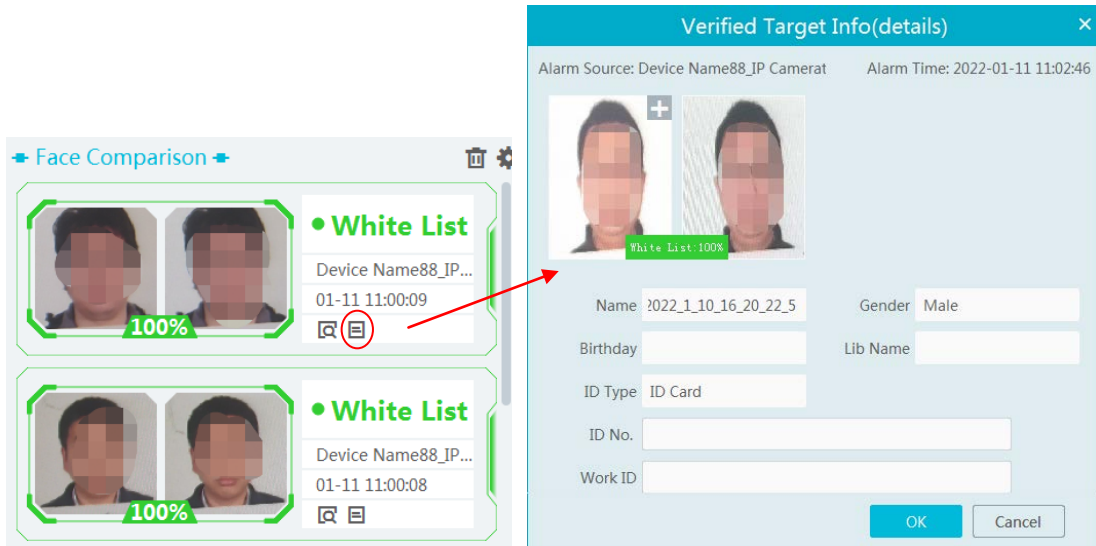 Face Comparison
White List
Device Name88_IP...
01-11 11:00:09
100%
White List
Device Name88_IP...
01-11 11:00:08
100%
Verified Target Info(details)
Alarm Source: Device Name88_IP Camerat Alarm Time: 2022-01-11 11:02:46
White List:100%
Name 2022_1_10_16_20_22_5 Gender Male
Birthday Lib Name
ID Type ID Card
ID No.
Work ID
OK Cancel